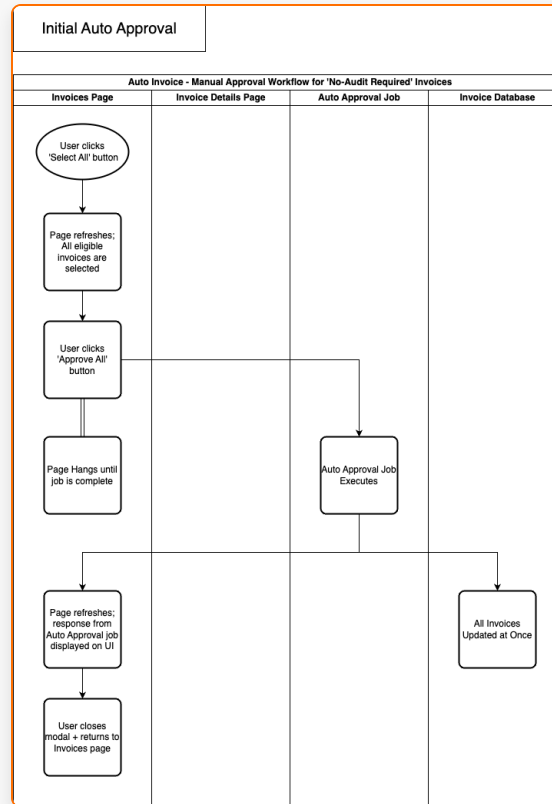 Initial Auto Approval
Auto Invoice - Manual Approval Workflow for 'No-Audit Required' Invoices
Invoices Page
Invoice Details Page
Auto Approval Job
Invoice Database
User clicks
'Select All' button
Page refreshes;
All eligible
invoices are
selected
User clicks
'Approve All'
button
Page Hangs until
job is complete
Auto Approval Job
Executes
Page refreshes;
response from
Auto Approval job
displayed on UI
All Invoices
Updated at Once
User closes
modal + returns to
Invoices page